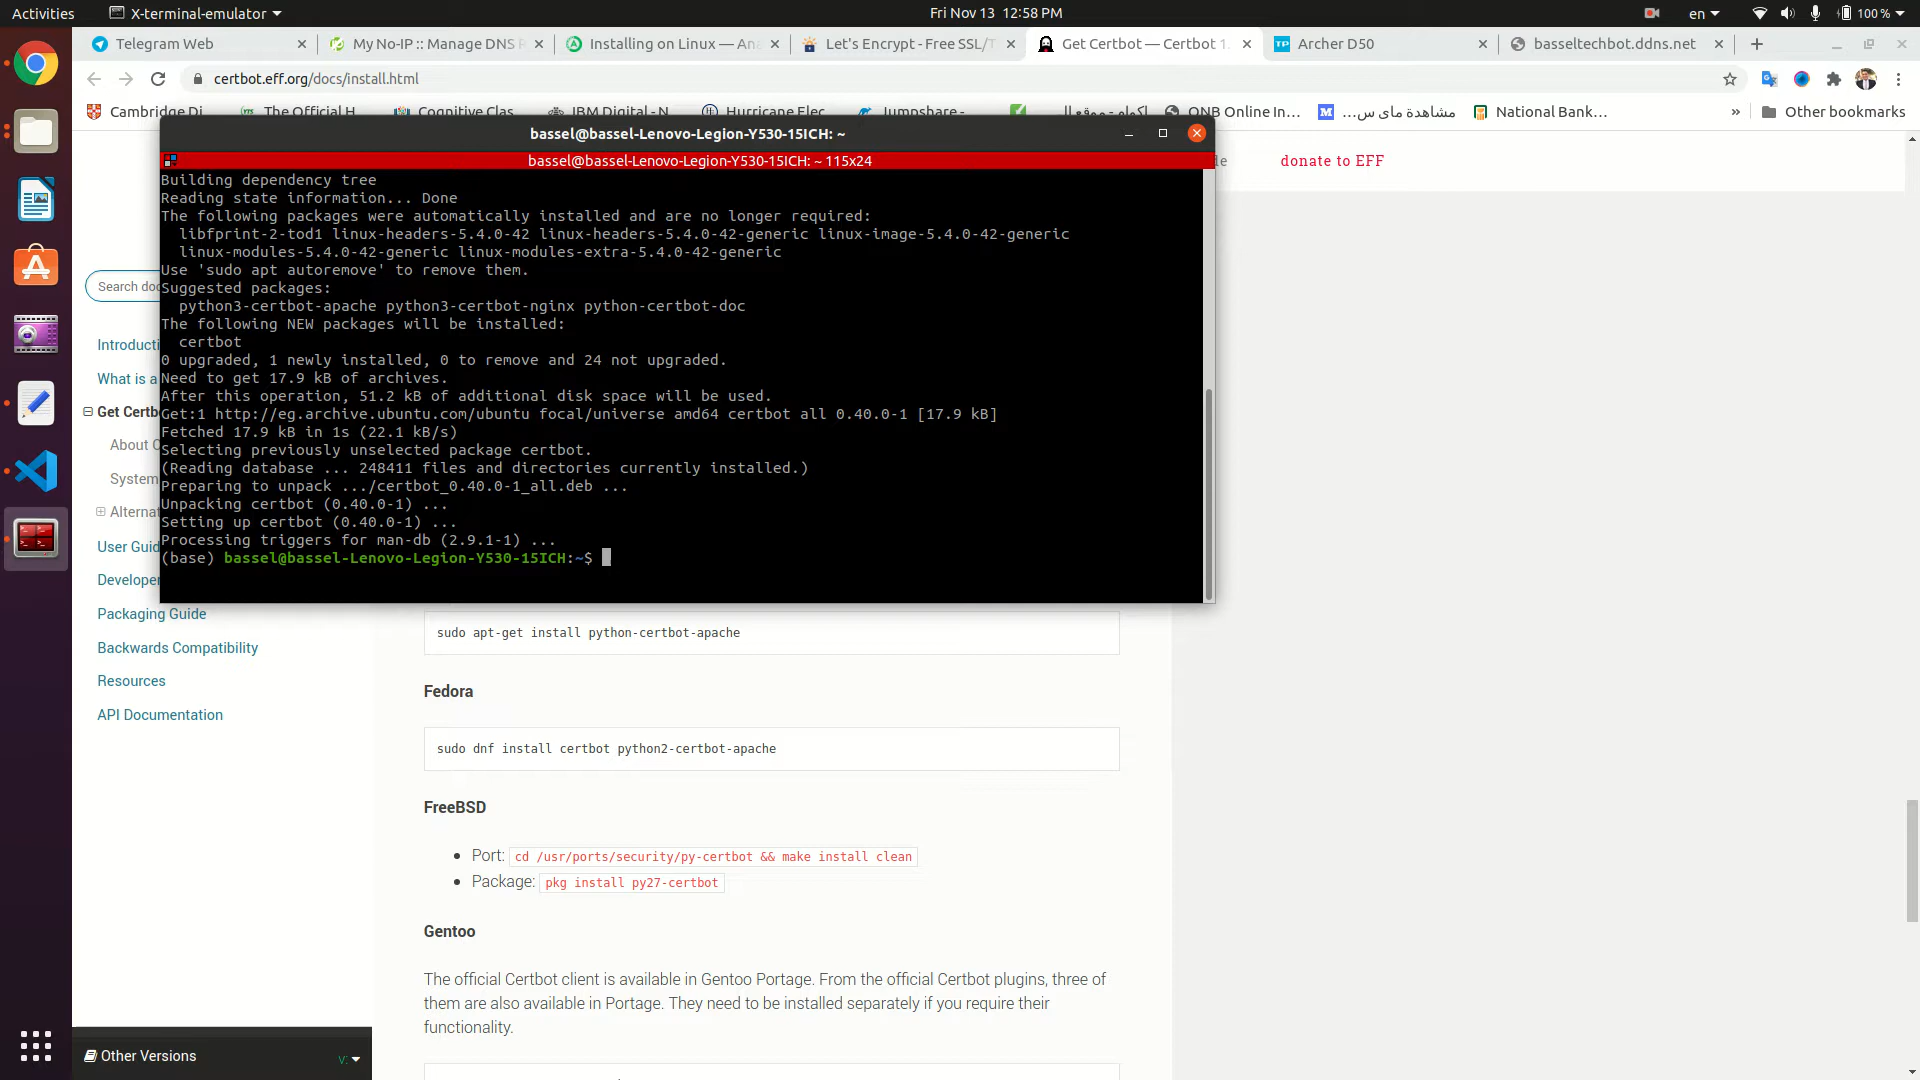 Activities
X-terminal-emulator
Fri Nov 13 12:58 PM
en
100 %
Telegram Web
My No-IP :: Manage DNS R
Installing on Linux — Ana
Let's Encrypt - Free SSL/T
Get Certbot — Certbot 1.
Archer D50
basseltechbot.ddns.net
certbot.eff.org/docs/install.html
Cambridge Di...
The Official H
Cognitive Clas
IBM Digital - N
Hurricane Elec
Jumpshare -
QNB Online In...
مشاهدة ماى س...
National Bank...
»
Other bookmarks
bassel@bassel-Lenovo-Legion-Y530-15ICH: ~
bassel@bassel-Lenovo-Legion-Y530-15ICH: ~ 115x24
donate to EFF
Building dependency tree
Reading state information... Done
The following packages were automatically installed and are no longer required:
libfprint-2-tod1 linux-headers-5.4.0-42 linux-headers-5.4.0-42-generic linux-image-5.4.0-42-generic
linux-modules-5.4.0-42-generic linux-modules-extra-5.4.0-42-generic
Use 'sudo apt autoremove' to remove them.
Suggested packages:
python3-certbot-apache python3-certbot-nginx python-certbot-doc
The following NEW packages will be installed:
certbot
0 upgraded, 1 newly installed, 0 to remove and 24 not upgraded.
Need to get 17.9 kB of archives.
After this operation, 51.2 kB of additional disk space will be used.
Get:1 http://eg.archive.ubuntu.com/ubuntu focal/universe amd64 certbot all 0.40.0-1 [17.9 kB]
Fetched 17.9 kB in 1s (22.1 kB/s)
Selecting previously unselected package certbot.
(Reading database ... 248411 files and directories currently installed.)
Preparing to unpack .../certbot_0.40.0-1_all.deb ...
Unpacking certbot (0.40.0-1) ...
Setting up certbot (0.40.0-1) ...
Processing triggers for man-db (2.9.1-1) ...
(base) bassel@bassel-Lenovo-Legion-Y530-15ICH:~$
Search doc
Introducti
What is a
Get Certb
About C
System
Alterna
User Guid
Develope
Packaging Guide
Backwards Compatibility
Resources
API Documentation
Other Versions
v:
sudo apt-get install python-certbot-apache
Fedora
sudo dnf install certbot python2-certbot-apache
FreeBSD
Port: cd /usr/ports/security/py-certbot && make install clean
Package: pkg install py27-certbot
Gentoo
The official Certbot client is available in Gentoo Portage. From the official Certbot plugins, three of
them are also available in Portage. They need to be installed separately if you require their
functionality.